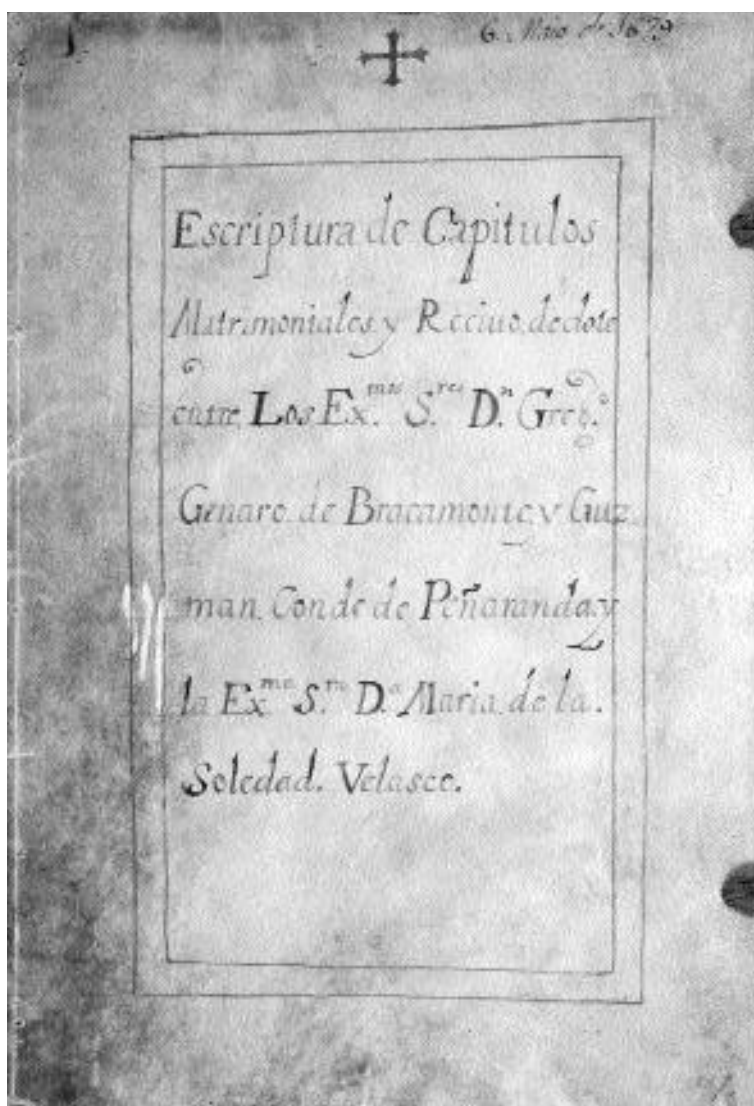 6. Maio de 1679
Escriptura de Capitulos
Matrimoniales y Reciuo de dote
entre Los Ex.mos S.res D.n Greg.o
Genaro de Bracamonte y Guz
man Conde de Peñaranda y
la Ex.ma S.ra D.a Maria de la
Soledad. Velasco.